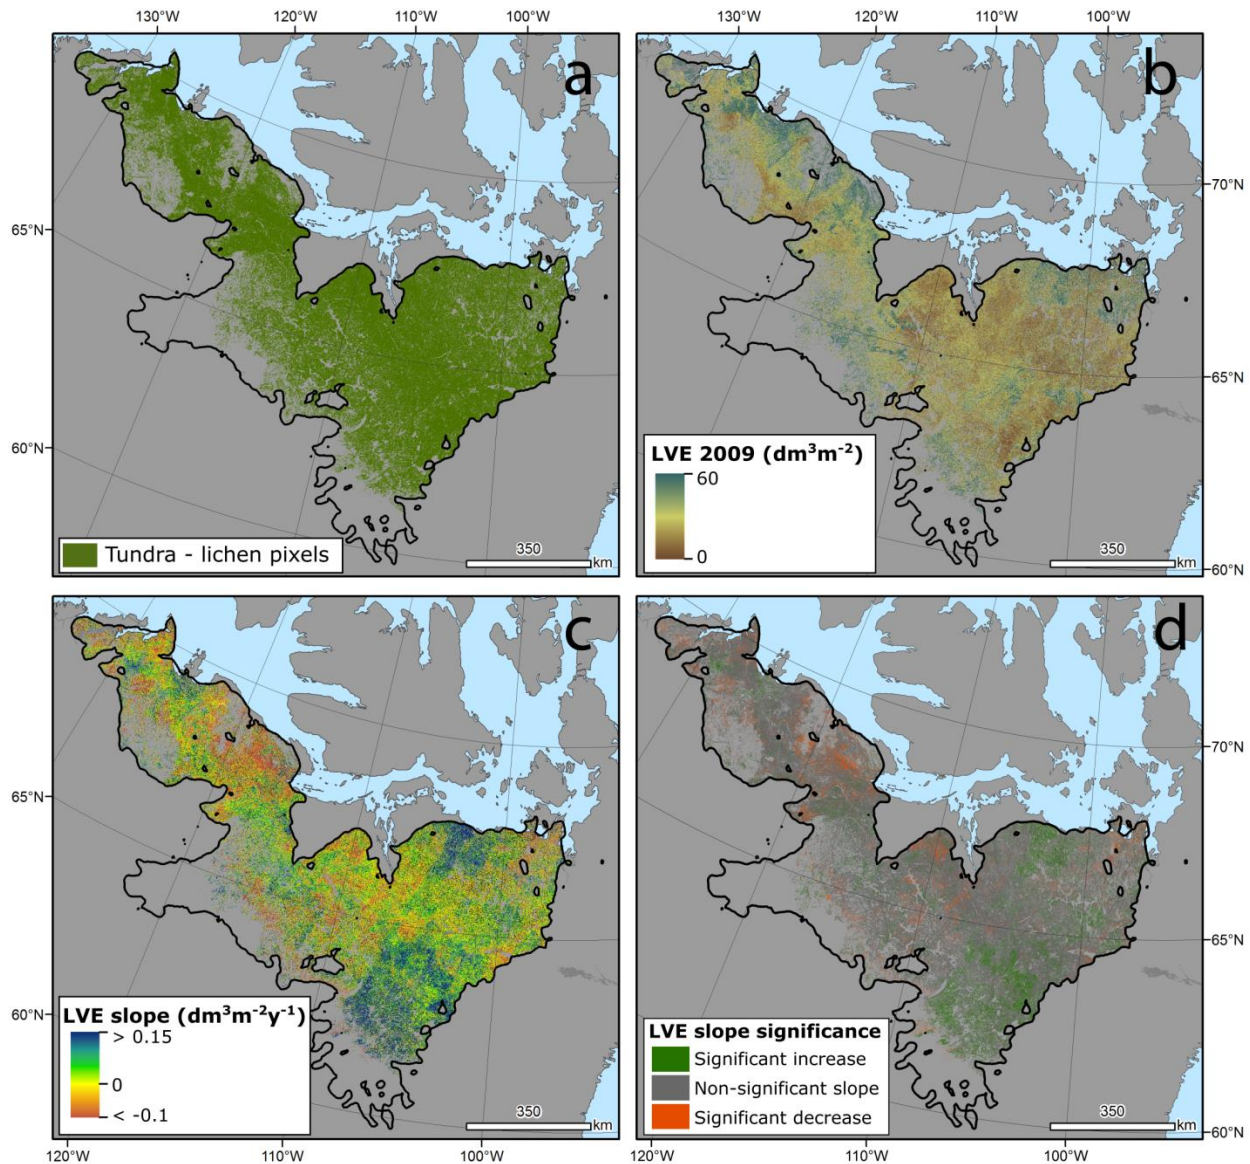 130°W 120°W 110°W 100°W 130°W 120°W 110°W 100°W
a b
70°N
65°N
65°N
60°N
LVE 2009 (dm³m⁻²)
60
0
Tundra - lichen pixels
350
km
350
km
60°N
c d
70°N
65°N
65°N
60°N
LVE slope (dm³m⁻²y⁻¹)
> 0.15
0
< -0.1
350
km
LVE slope significance
Significant increase
Non-significant slope
Significant decrease
350
km
60°N
120°W 110°W 100°W 120°W 110°W 100°W